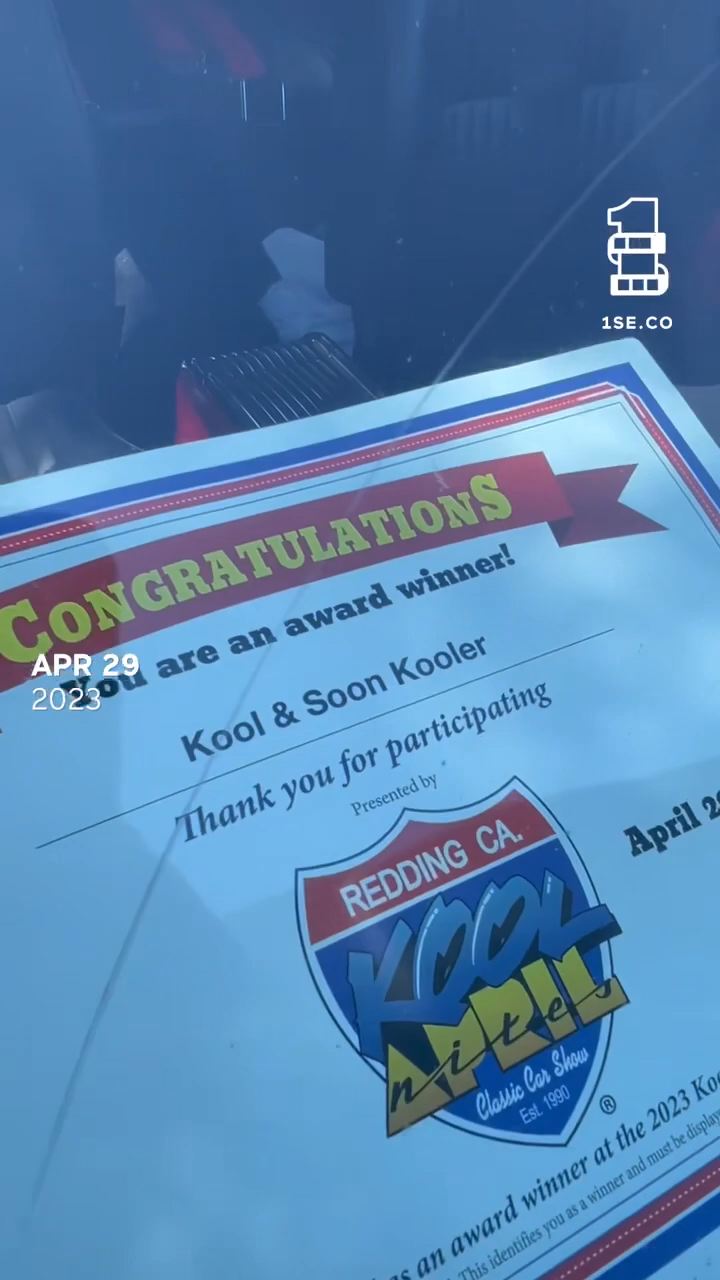 1SE.CO
CONGRATULATIONS
You are an award winner!
APR 29
2023
Kool & Soon Kooler
Thank you for participating
Presented by
April
REDDING CA.
KOOL
APRIL
nites
Classic Car Show
Est. 1990
®
as an award winner at the 2023
This identifies you as a winner and must be